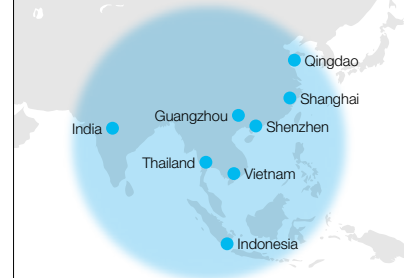 Qingdao
Shanghai
Guangzhou
Shenzhen
India
Thailand
Vietnam
Indonesia